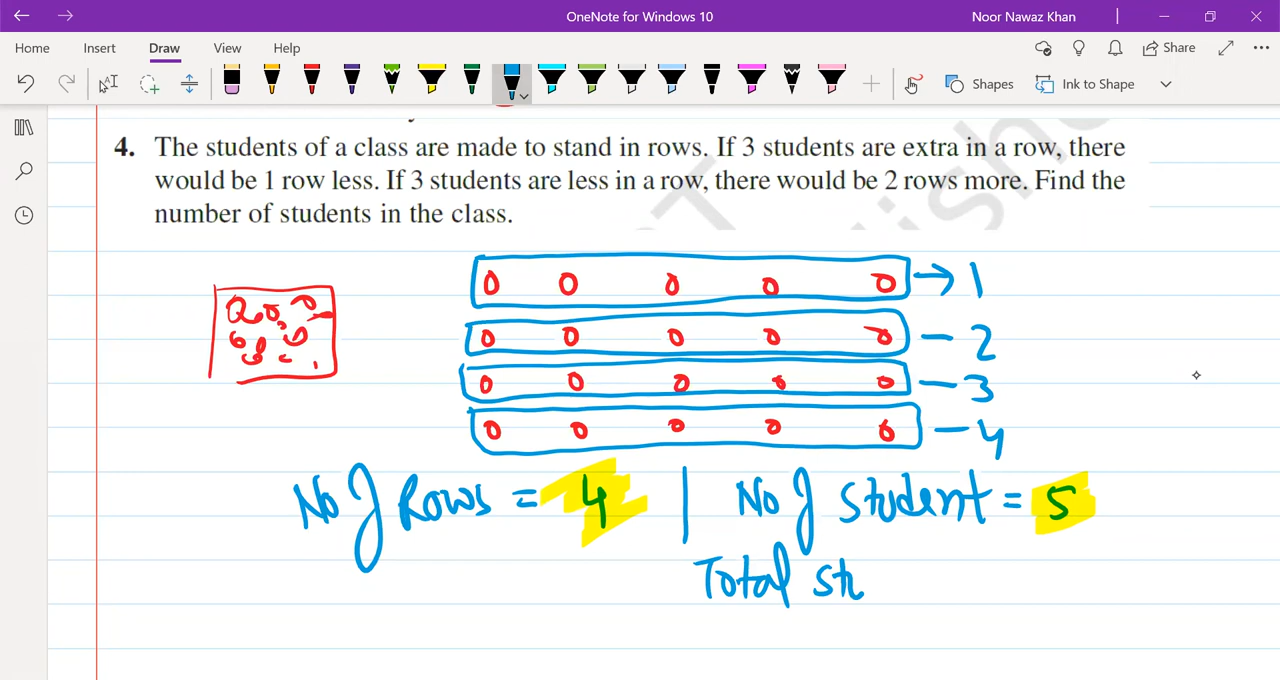 OneNote for Windows 10
Noor Nawaz Khan
Home Insert Draw View Help
Share
Shapes
Ink to Shape
4. The students of a class are made to stand in rows. If 3 students are extra in a row, there
would be 1 row less. If 3 students are less in a row, there would be 2 rows more. Find the
number of students in the class.
1
2
3
4
No of Rows = 4 | No of student = 5
Total stu